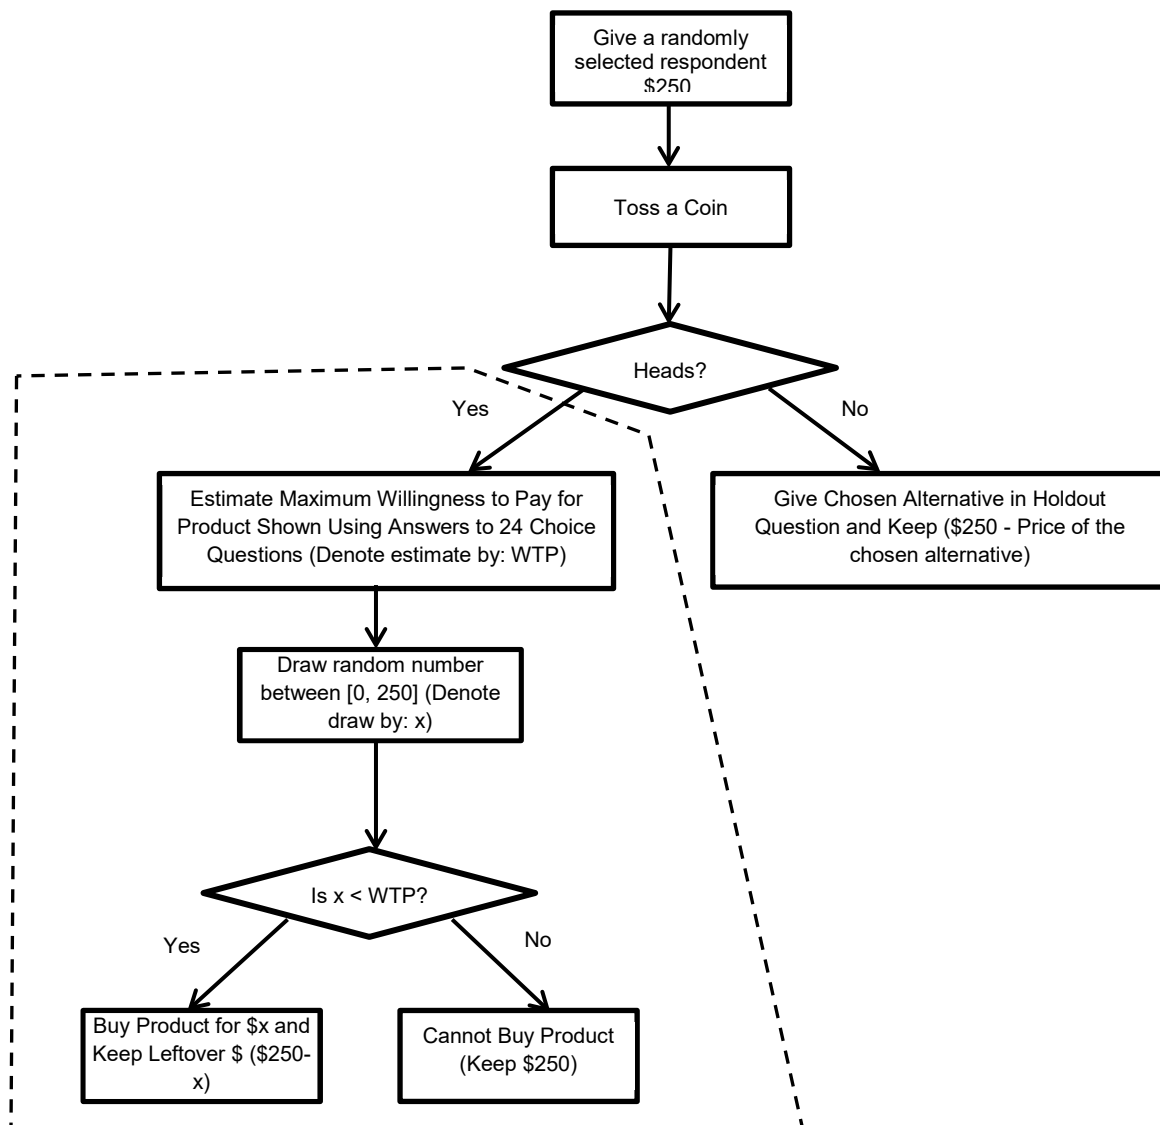 Give a randomly
selected respondent
$250
Toss a Coin
Heads?
Yes
No
Estimate Maximum Willingness to Pay for
Product Shown Using Answers to 24 Choice
Questions (Denote estimate by: WTP)
Give Chosen Alternative in Holdout
Question and Keep ($250 - Price of the
chosen alternative)
Draw random number
between [0, 250] (Denote
draw by: x)
Is x < WTP?
Yes
No
Buy Product for $x and
Keep Leftover $ ($250-
x)
Cannot Buy Product
(Keep $250)